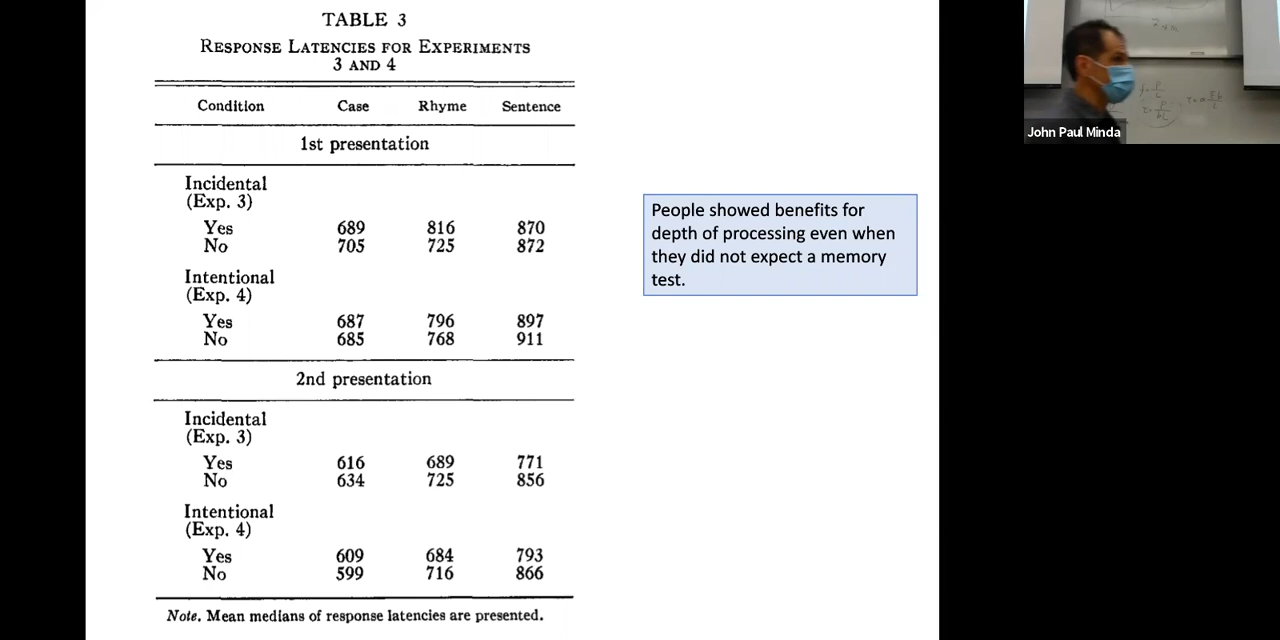 TABLE 3
RESPONSE LATENCIES FOR EXPERIMENTS
3 AND 4
Condition Case Rhyme Sentence
1st presentation
Incidental
(Exp. 3)
Yes 689 816 870
No 705 725 872
Intentional
(Exp. 4)
Yes 687 796 897
No 685 768 911
2nd presentation
Incidental
(Exp. 3)
Yes 616 689 771
No 634 725 856
Intentional
(Exp. 4)
Yes 609 684 793
No 599 716 866
Note. Mean medians of response latencies are presented.
People showed benefits for
depth of processing even when
they did not expect a memory
test.
John Paul Minda